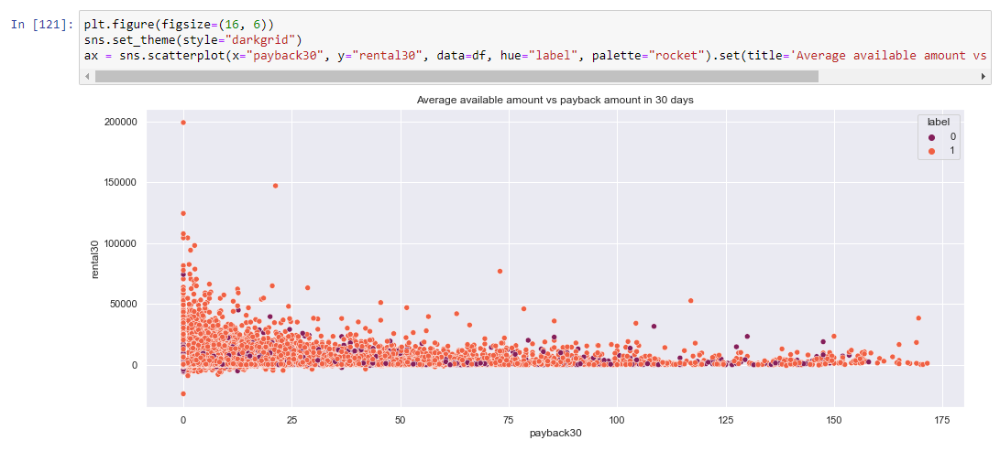 In [121]:
plt.figure(figsize=(16, 6))
sns.set_theme(style="darkgrid")
ax = sns.scatterplot(x="payback30", y="rental30", data=df, hue="label", palette="rocket").set(title='Average available amount vs
Average available amount vs payback amount in 30 days
label
0
1
200000
150000
100000
50000
0
rental30
0
25
50
75
100
125
150
175
payback30